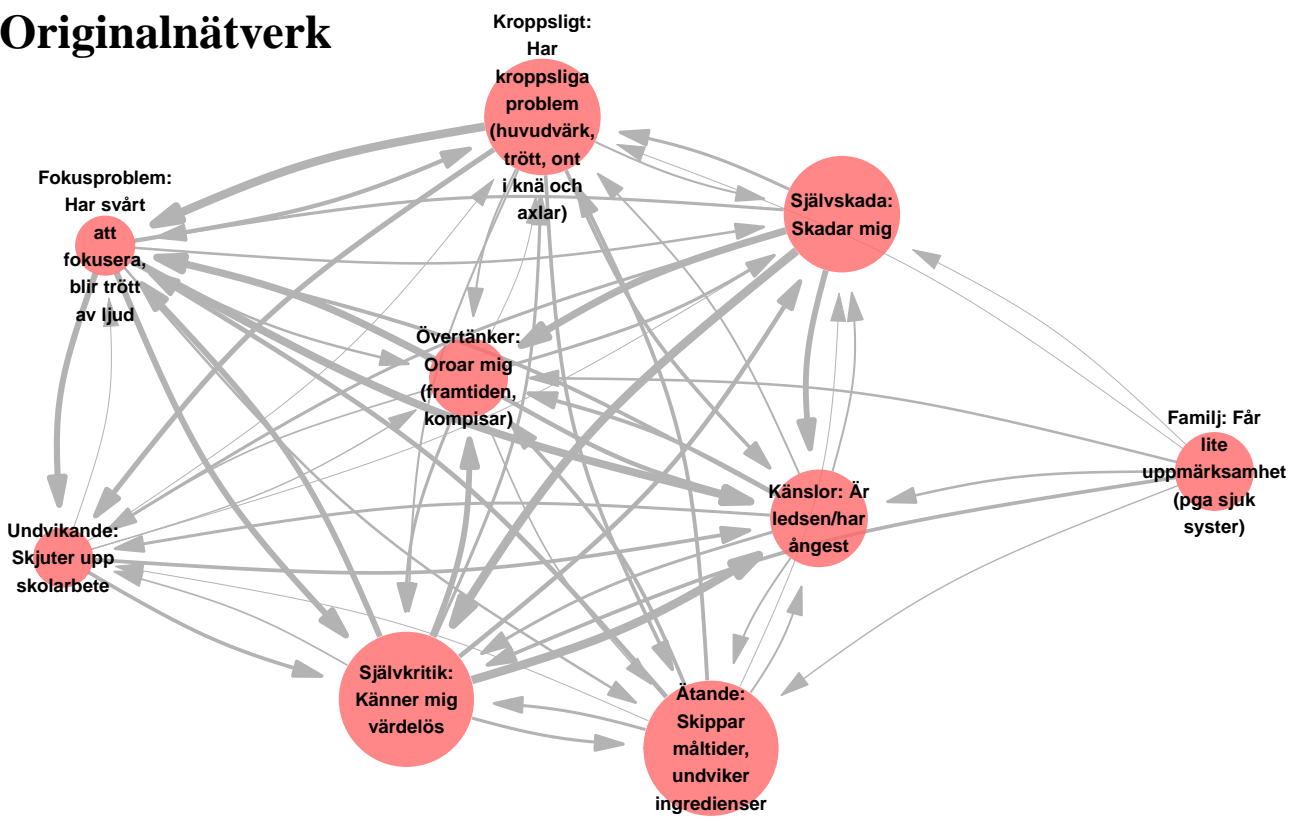 Originalnätverk
Kroppsligt:
Har
kroppsliga
problem
(huvudvärk,
trött, ont
i knä och
axlar)
Fokusproblem:
Har svårt
att
fokusera,
blir trött
av ljud
Självskada:
Skadar mig
Övertänker:
Oroar mig
(framtiden,
kompisar)
Familj: Får
lite
uppmärksamhet
(pga sjuk
syster)
Känslor: Är
ledsen/har
ångest
Undvikande:
Skjuter upp
skolarbete
Självkritik:
Känner mig
värdelös
Ätande:
Skippar
måltider,
undviker
ingredienser